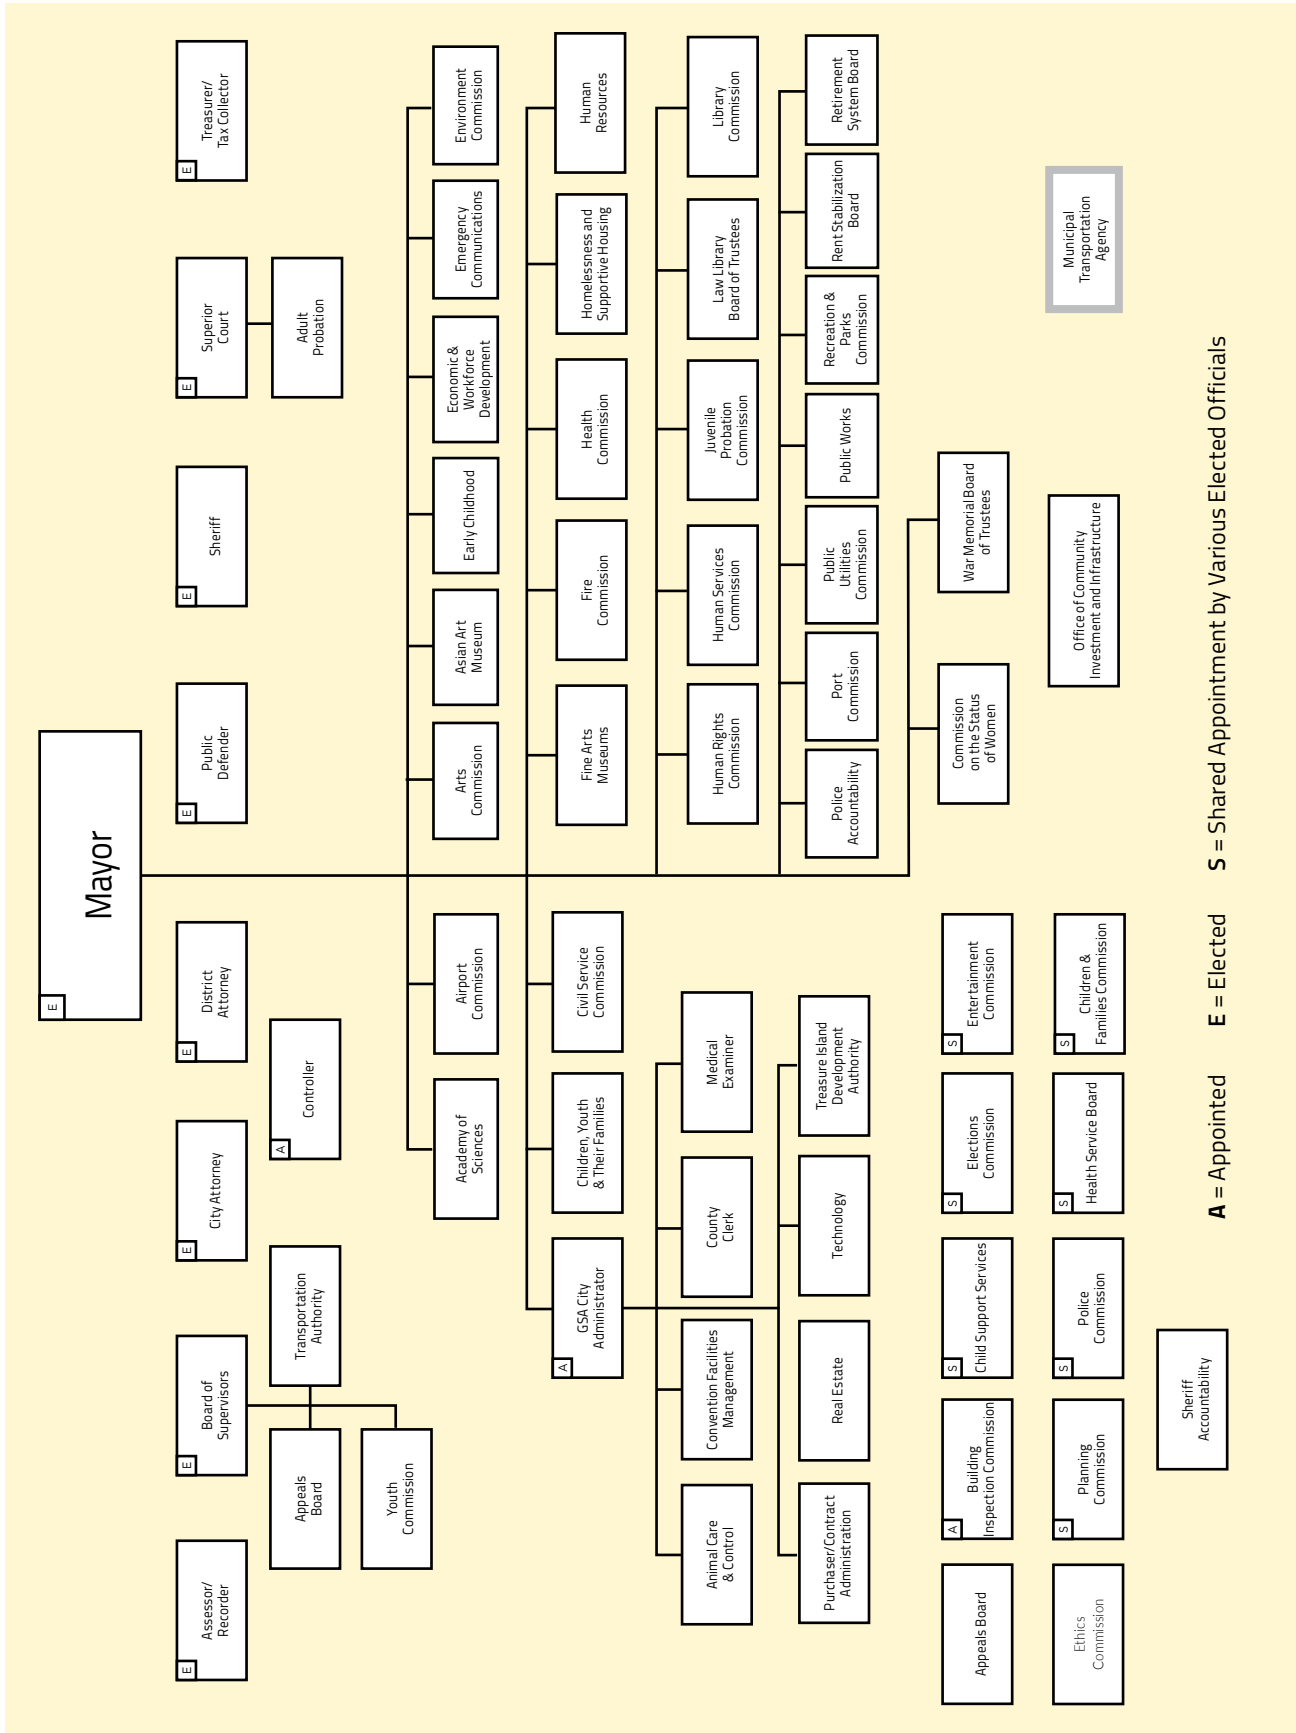 E
Mayor
E
Assessor/
Recorder
E
Board of
Supervisors
E
City Attorney
E
District
Attorney
E
Public
Defender
E
Sheriff
E
Superior
Court
E
Treasurer/
Tax Collector
Appeals
Board
Transportation
Authority
A
Controller
Adult
Probation
Youth
Commission
Academy of
Sciences
Airport
Commission
Arts
Commission
Asian Art
Museum
Early Childhood
Economic &
Workforce
Development
Emergency
Communications
Environment
Commission
A
GSA City
Administrator
Children, Youth
& Their Families
Civil Service
Commission
Fine Arts
Museums
Fire
Commission
Health
Commission
Homelessness and
Supportive Housing
Human
Resources
Animal Care
& Control
Convention Facilities
Management
County
Clerk
Medical
Examiner
Human Rights
Commission
Human Services
Commission
Juvenile
Probation
Commission
Law Library
Board of Trustees
Library
Commission
Purchaser/Contract
Administration
Real Estate
Technology
Treasure Island
Development
Authority
Police
Accountability
Port
Commission
Public
Utilities
Commission
Public Works
Recreation &
Parks
Commission
Rent Stabilization
Board
Retirement
System Board
Appeals Board
A
Building
Inspection Commission
S
Child Support Services
S
Elections
Commission
S
Entertainment
Commission
Commission
on the Status
of Women
War Memorial Board
of Trustees
Ethics
Commission
S
Planning
Commission
S
Police
Commission
S
Health Service Board
S
Children &
Families Commission
Office of Community
Investment and Infrastructure
Municipal
Transportation
Agency
Sheriff
Accountability
A = Appointed E = Elected S = Shared Appointment by Various Elected Officials